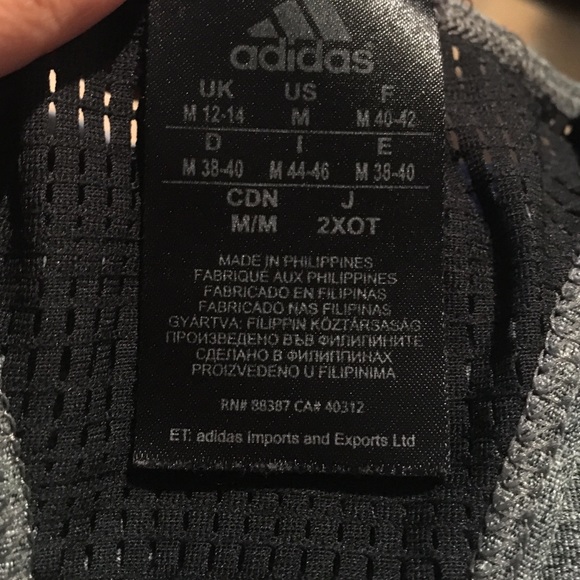 adidas
UK US F
M 12-14 M M 40-42
D I E
M 38-40 M 44-46 M 38-40
CDN J
M/M 2XOT
MADE IN PHILIPPINES
FABRIQUE AUX PHILIPPINES
FABRICADO EN FILIPINAS
FABRICADO NAS FILIPINAS
GYÁRTVA: FILIPPIN KÖZTÁRSASÁG
ПРОИЗВЕДЕНО ВЪВ ФИЛИПИНИТЕ
СДЕЛАНО В ФИЛИППИНАХ
PROIZVEDENO U FILIPINIMA
RN# 88387 CA# 40312
ET: adidas Imports and Exports Ltd